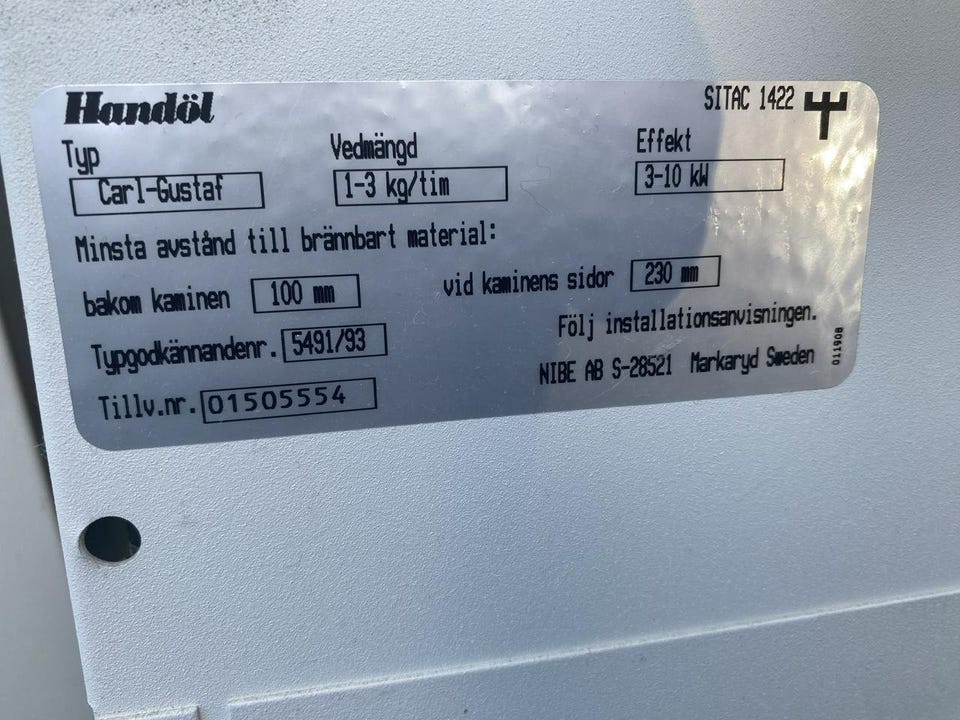 Handöl
SITAC 1422
Typ Vedmängd Effekt
Carl-Gustaf 1-3 kg/tim 3-10 kW
Minsta avstånd till brännbart material:
bakom kaminen 100 mm vid kaminens sidor 230 mm
Typgodkännandenr. 5491/93 Följ installationsanvisningen.
Tillv.nr. 01505554 NIBE AB S-28521 Markaryd Sweden
011908